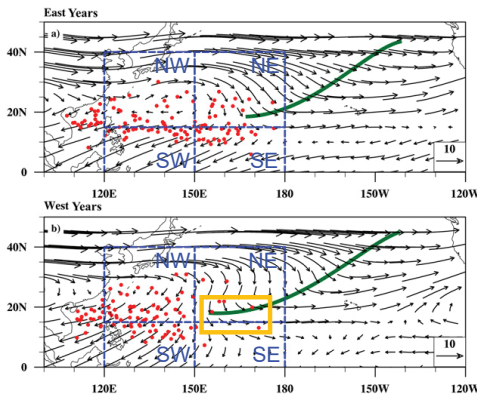 East Years
a)
40N
NW
NE
20N
SW
SE
10
0
120E
150E
180
150W
120W
West Years
b)
40N
NW
NE
20N
SW
SE
10
0
120E
150E
180
150W
120W